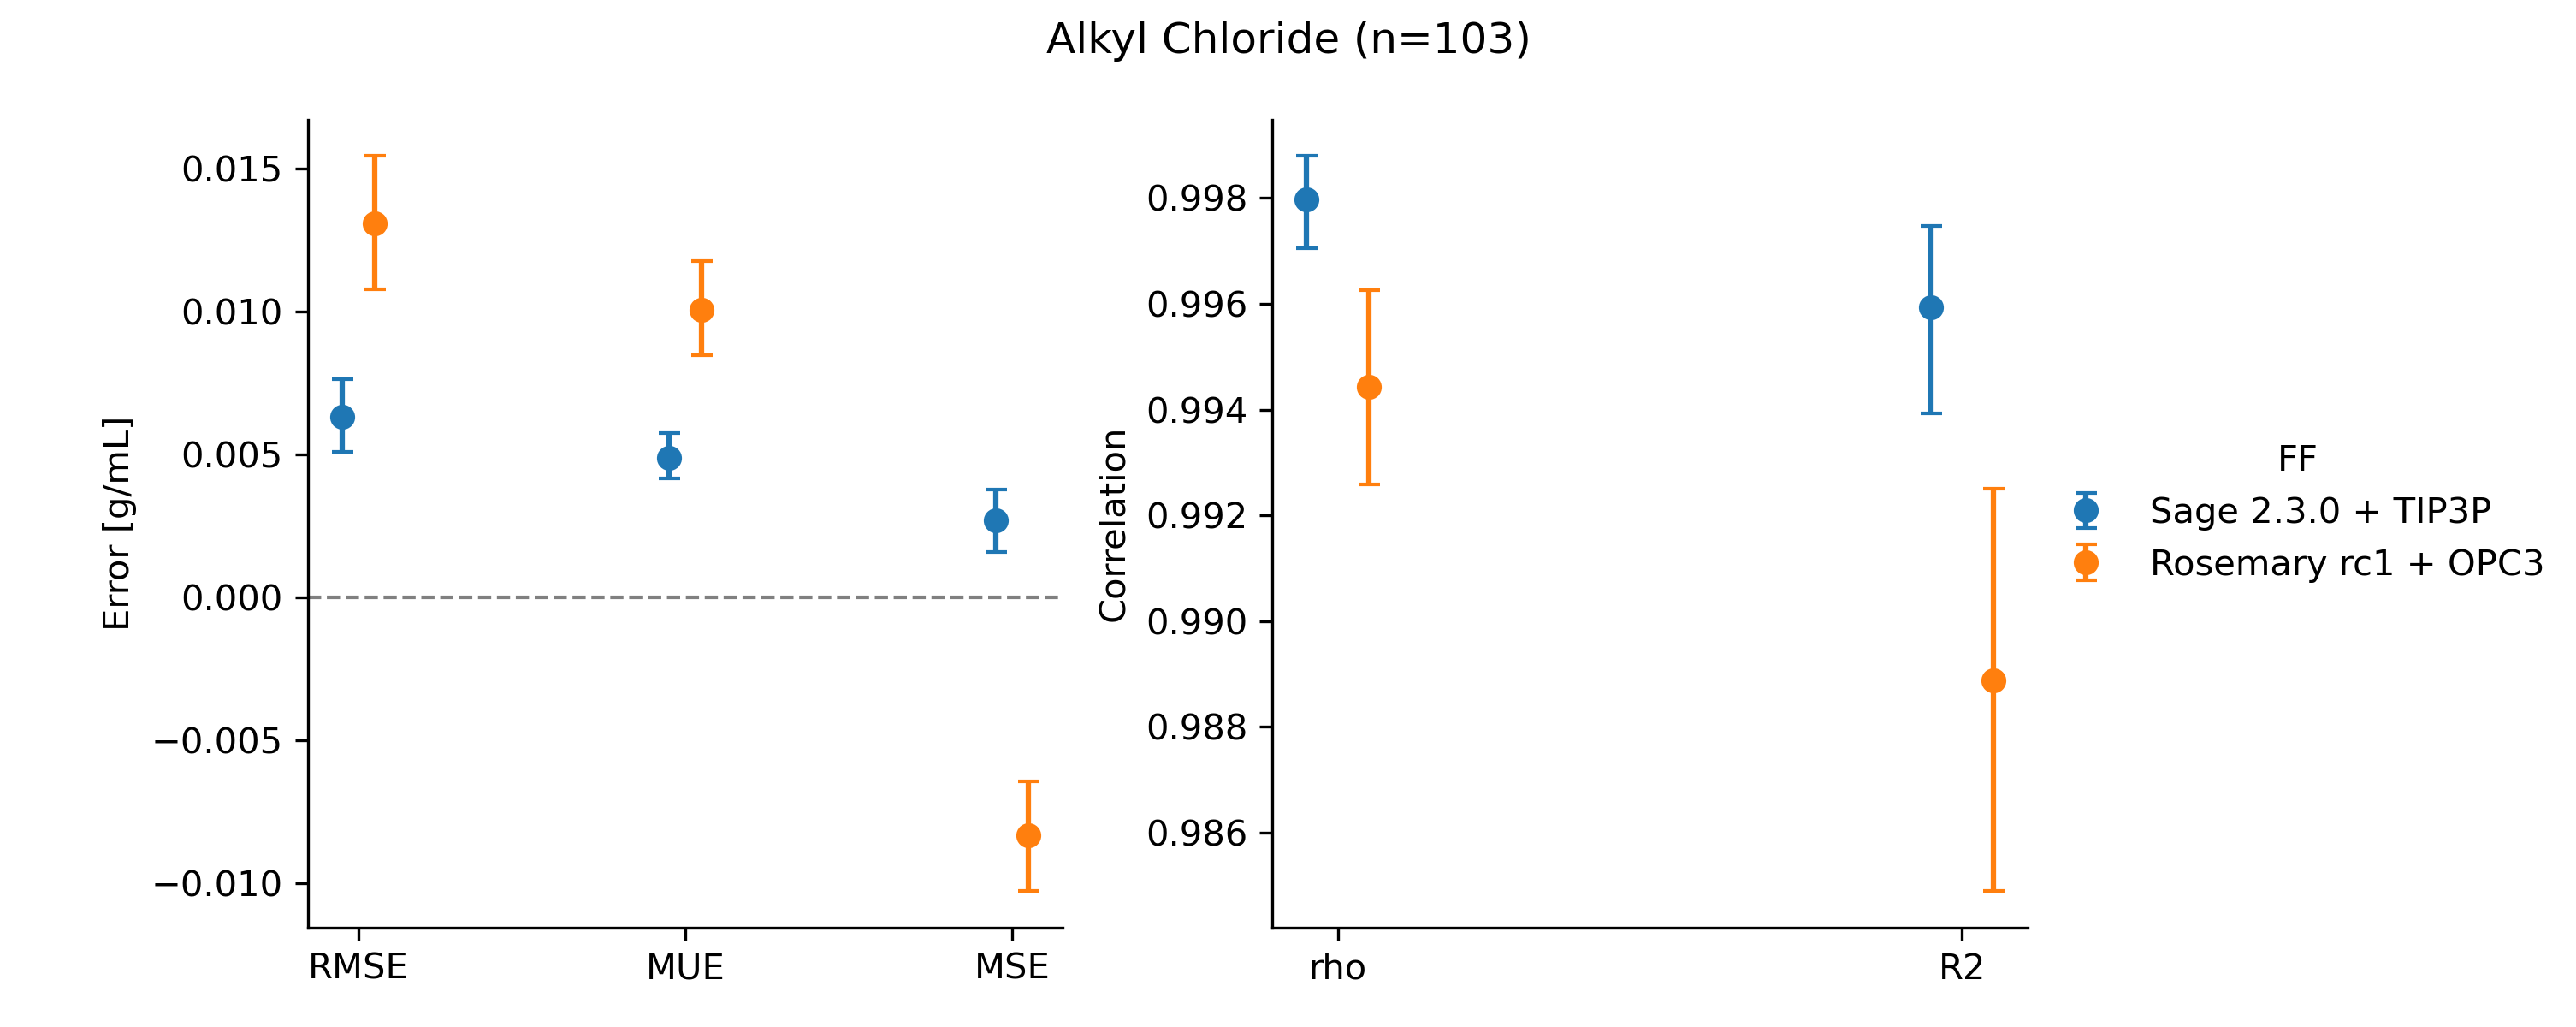 Alkyl Chloride (n=103)
Error [g/mL]
0.015
0.010
0.005
0.000
−0.005
−0.010
RMSE
MUE
MSE
Correlation
0.998
0.996
0.994
0.992
0.990
0.988
0.986
rho
R2
FF
Sage 2.3.0 + TIP3P
Rosemary rc1 + OPC3